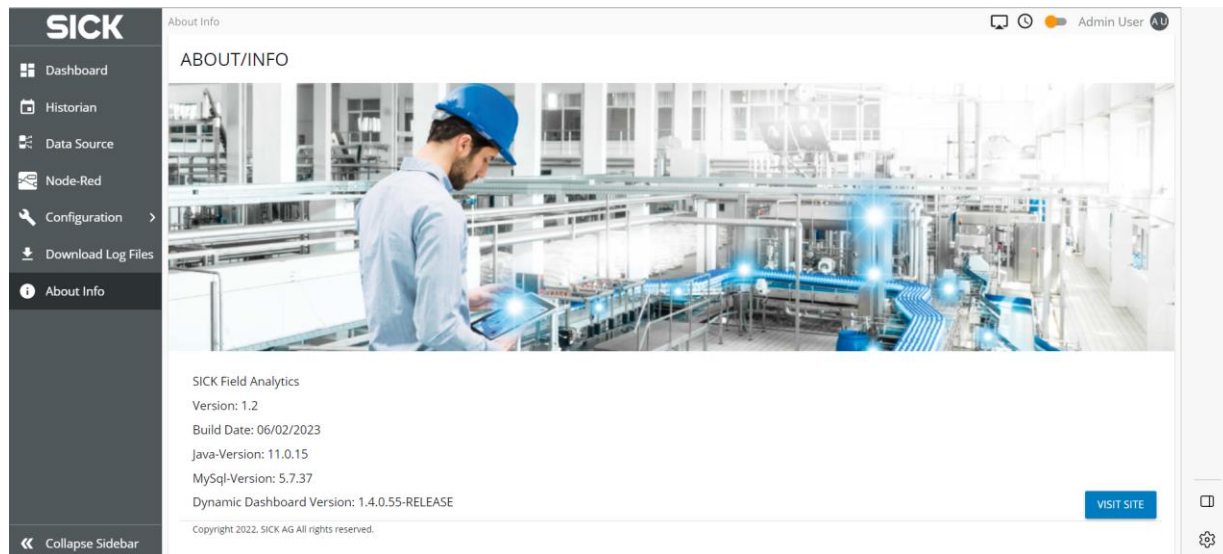 SICK
Dashboard
Historian
Data Source
Node-Red
Configuration
Download Log Files
About Info
Collapse Sidebar
About Info
Admin User AU
ABOUT/INFO
SICK Field Analytics
Version: 1.2
Build Date: 06/02/2023
Java-Version: 11.0.15
MySql-Version: 5.7.37
Dynamic Dashboard Version: 1.4.0.55-RELEASE
VISIT SITE
Copyright 2022. SICK AG All rights reserved.